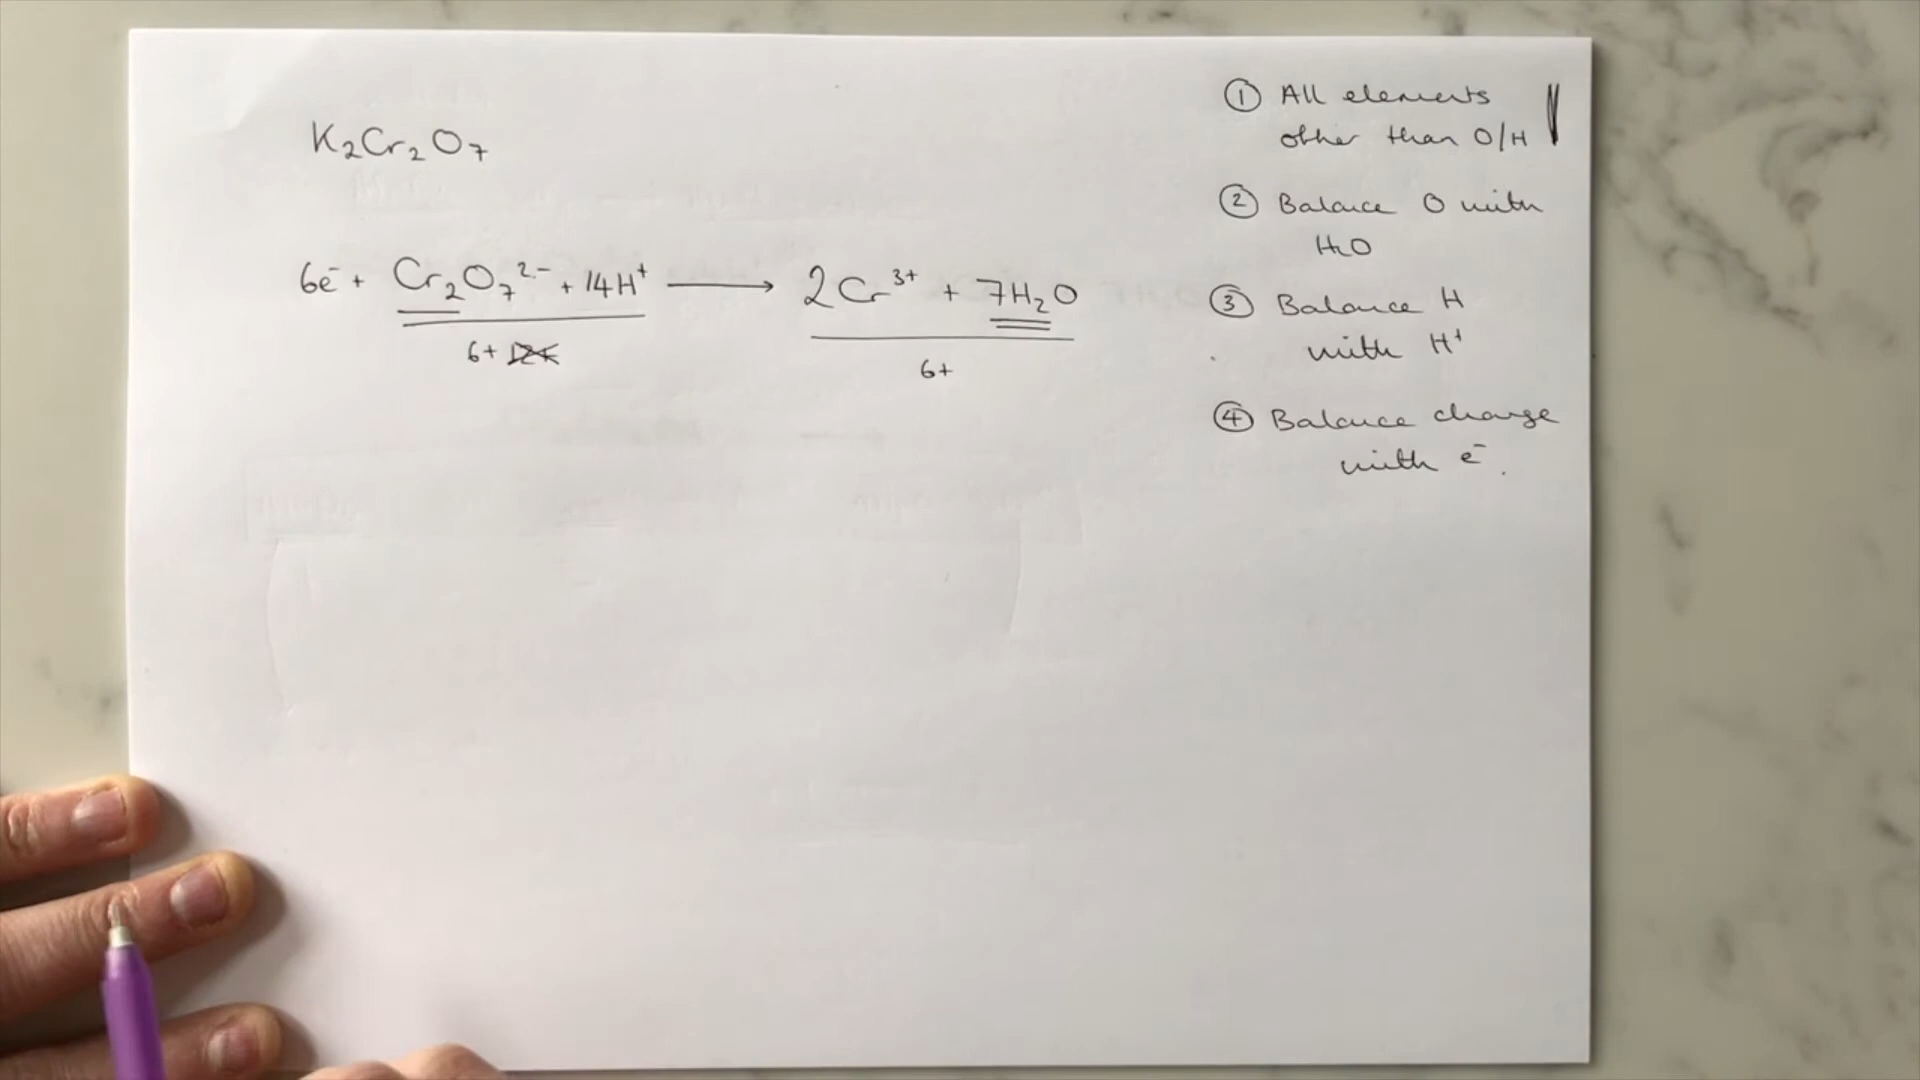 K₂Cr₂O₇
6e⁻ + Cr₂O₇²⁻ + 14H⁺ ⟶ 2Cr³⁺ + 7H₂O
6+ 12+
6+
① All elements
other than O/H
② Balance O with
H₂O
③ Balance H
with H⁺
④ Balance charge
with e⁻.